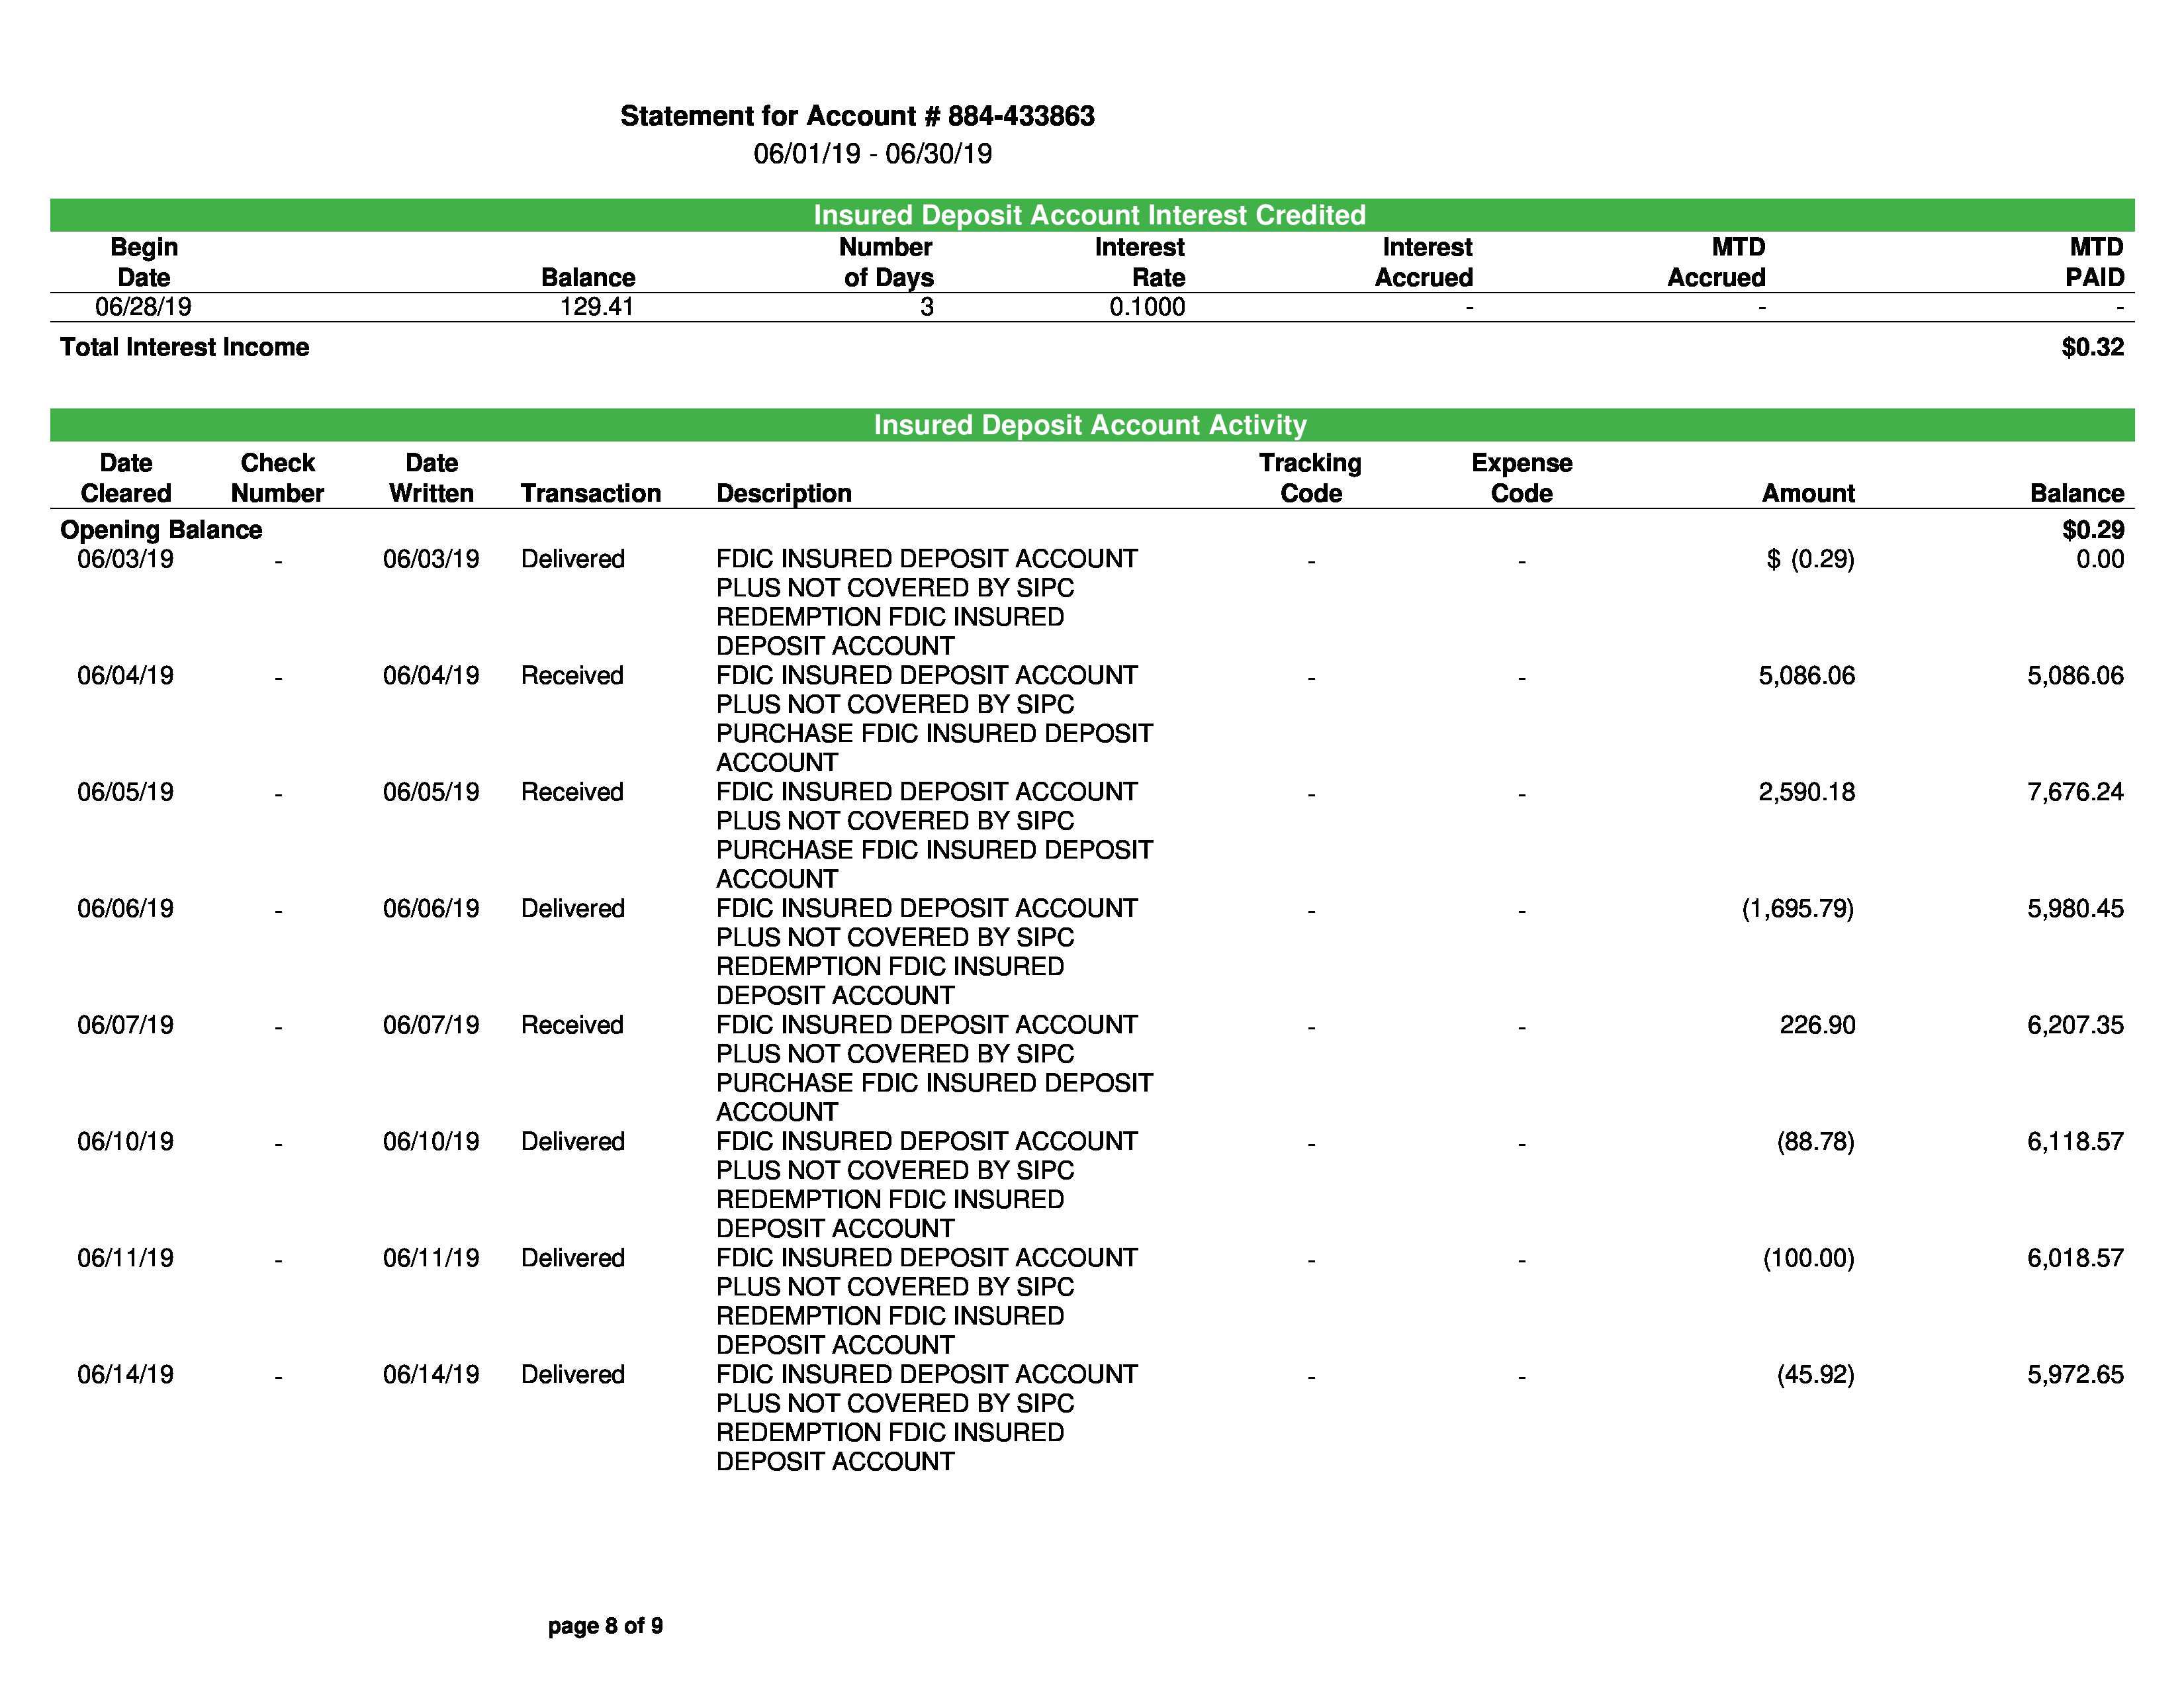 Statement for Account # 884-433863
06/01/19 - 06/30/19
Insured Deposit Account Interest Credited
Begin Number Interest Interest MTD MTD
Date Balance of Days Rate Accrued Accrued PAID
06/28/19 129.41 3 0.1000 - - -
Total Interest Income $0.32
Insured Deposit Account Activity
Date Check Date Tracking Expense
Cleared Number Written Transaction Description Code Code Amount Balance
Opening Balance $0.29
06/03/19 - 06/03/19 Delivered FDIC INSURED DEPOSIT ACCOUNT - - $ (0.29) 0.00
PLUS NOT COVERED BY SIPC
REDEMPTION FDIC INSURED
DEPOSIT ACCOUNT
06/04/19 - 06/04/19 Received FDIC INSURED DEPOSIT ACCOUNT - - 5,086.06 5,086.06
PLUS NOT COVERED BY SIPC
PURCHASE FDIC INSURED DEPOSIT
ACCOUNT
06/05/19 - 06/05/19 Received FDIC INSURED DEPOSIT ACCOUNT - - 2,590.18 7,676.24
PLUS NOT COVERED BY SIPC
PURCHASE FDIC INSURED DEPOSIT
ACCOUNT
06/06/19 - 06/06/19 Delivered FDIC INSURED DEPOSIT ACCOUNT - - (1,695.79) 5,980.45
PLUS NOT COVERED BY SIPC
REDEMPTION FDIC INSURED
DEPOSIT ACCOUNT
06/07/19 - 06/07/19 Received FDIC INSURED DEPOSIT ACCOUNT - - 226.90 6,207.35
PLUS NOT COVERED BY SIPC
PURCHASE FDIC INSURED DEPOSIT
ACCOUNT
06/10/19 - 06/10/19 Delivered FDIC INSURED DEPOSIT ACCOUNT - - (88.78) 6,118.57
PLUS NOT COVERED BY SIPC
REDEMPTION FDIC INSURED
DEPOSIT ACCOUNT
06/11/19 - 06/11/19 Delivered FDIC INSURED DEPOSIT ACCOUNT - - (100.00) 6,018.57
PLUS NOT COVERED BY SIPC
REDEMPTION FDIC INSURED
DEPOSIT ACCOUNT
06/14/19 - 06/14/19 Delivered FDIC INSURED DEPOSIT ACCOUNT - - (45.92) 5,972.65
PLUS NOT COVERED BY SIPC
REDEMPTION FDIC INSURED
DEPOSIT ACCOUNT
page 8 of 9